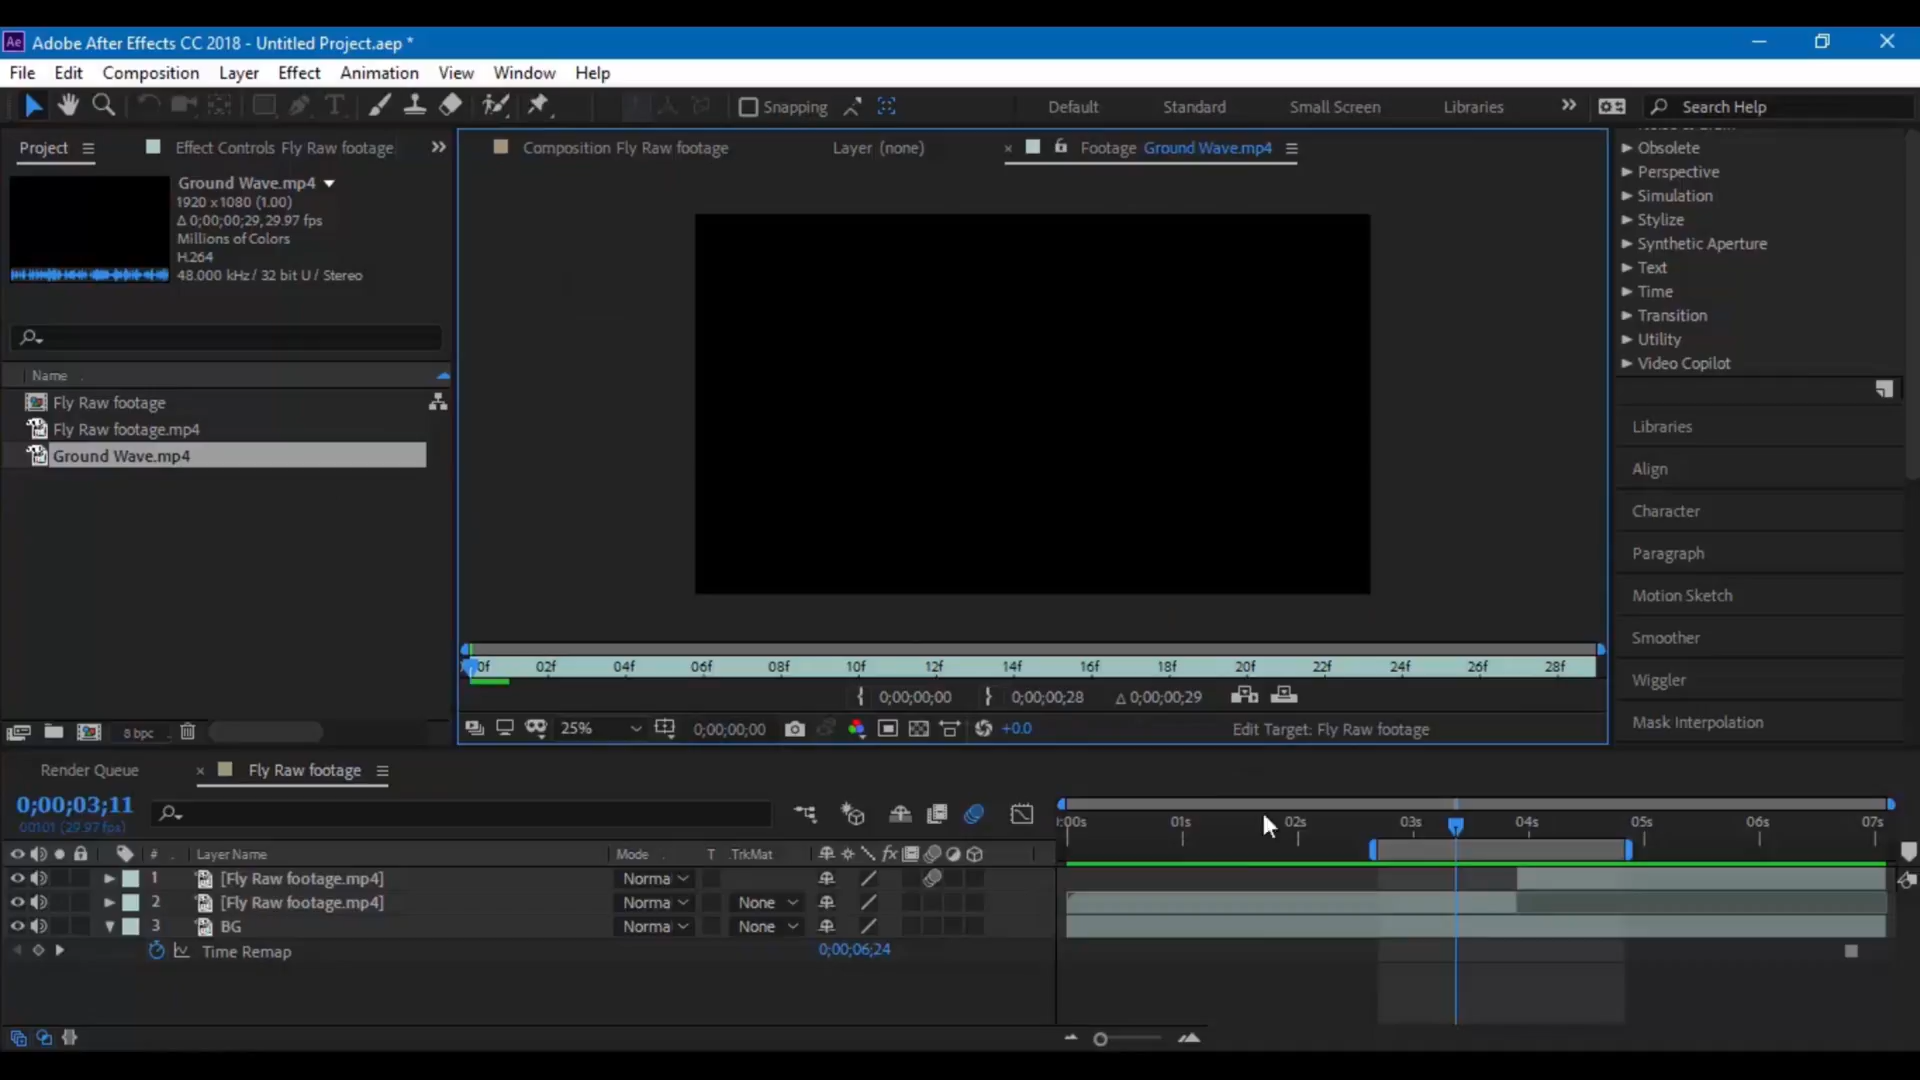 Ae Adobe After Effects CC 2018 - Untitled Project.aep *
File Edit Composition Layer Effect Animation View Window Help
Snapping Default Standard Small Screen Libraries Search Help
Project Effect Controls Fly Raw footage Composition Fly Raw footage Layer (none) × Footage Ground Wave.mp4
Ground Wave.mp4
1920 x 1080 (1.00)
Δ 0;00;00;29, 29.97 fps
Millions of Colors
H.264
48.000 kHz / 32 bit U / Stereo
Name
Fly Raw footage
Fly Raw footage.mp4
Ground Wave.mp4
8 bpc
0f 02f 04f 06f 08f 10f 12f 14f 16f 18f 20f 22f 24f 26f 28f
0;00;00;00 0;00;00;28 Δ 0;00;00;29
25% 0;00;00;00 +0.0 Edit Target: Fly Raw footage
Obsolete
Perspective
Simulation
Stylize
Synthetic Aperture
Text
Time
Transition
Utility
Video Copilot
Libraries
Align
Character
Paragraph
Motion Sketch
Smoother
Wiggler
Mask Interpolation
Render Queue × Fly Raw footage
0;00;03;11
00101 (29.97 fps)
:00s 01s 02s 03s 04s 05s 06s 07s
# Layer Name Mode T .TrkMat fx
1 [Fly Raw footage.mp4] Norma
2 [Fly Raw footage.mp4] Norma None
3 BG Norma None
Time Remap 0;00;06;24